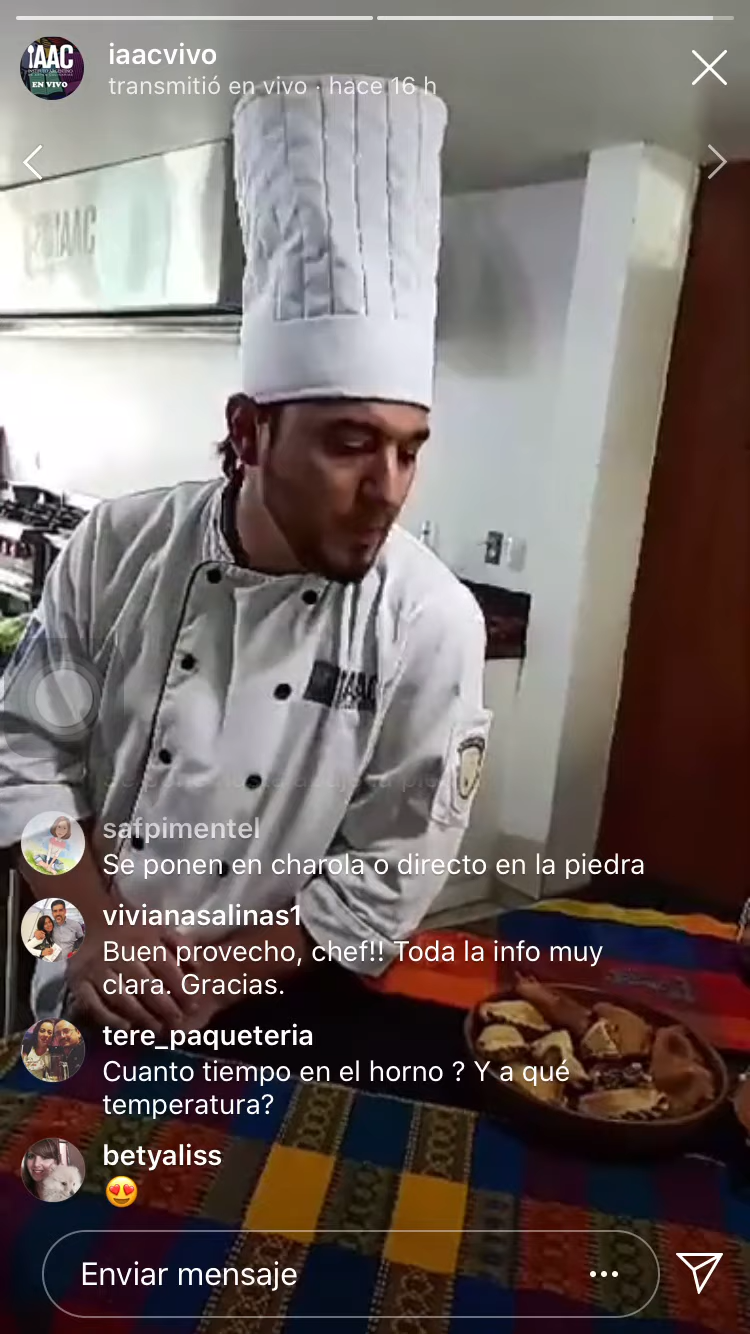 IAAC
EN VIVO
iaacvivo
transmitió en vivo · hace 16 h
IAAC
IAAC
safpimentel
Se ponen en charola o directo en la piedra
vivianasalinas1
Buen provecho, chef!! Toda la info muy
clara. Gracias.
tere_paqueteria
Cuanto tiempo en el horno ? Y a qué
temperatura?
betyaliss
😍
Enviar mensaje